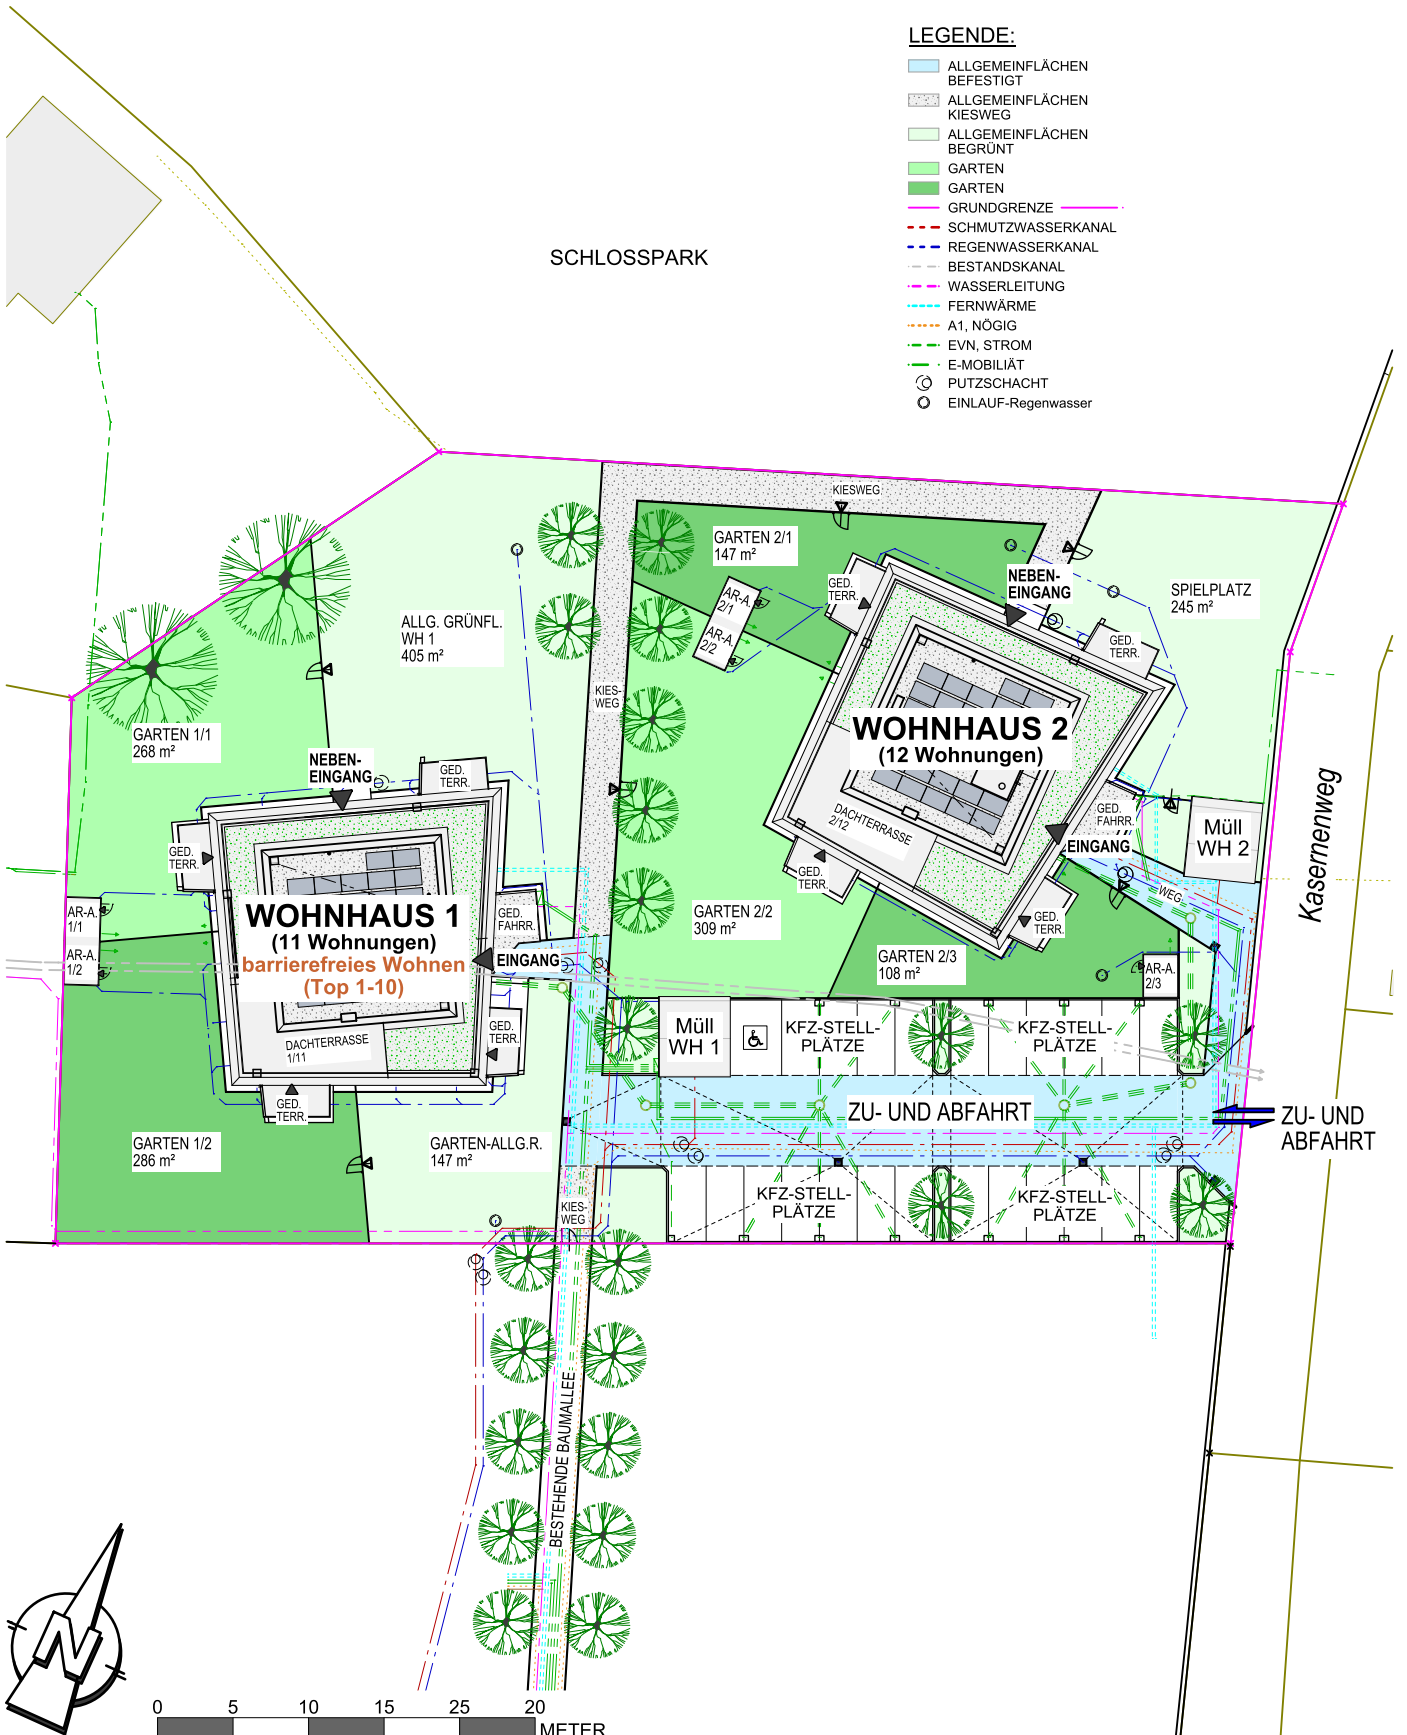 LEGENDE:
ALLGEMEINFLÄCHEN
BEFESTIGT
ALLGEMEINFLÄCHEN
KIESWEG
ALLGEMEINFLÄCHEN
BEGRÜNT
GARTEN
GARTEN
GRUNDGRENZE
SCHMUTZWASSERKANAL
REGENWASSERKANAL
BESTANDSKANAL
WASSERLEITUNG
FERNWÄRME
A1, NÖGIG
EVN, STROM
E-MOBILIÄT
PUTZSCHACHT
EINLAUF-Regenwasser
SCHLOSSPARK
KIESWEG
GARTEN 2/1
147 m²
NEBEN-
EINGANG
SPIELPLATZ
245 m²
GED.
TERR.
AR-A.
2/1
AR-A.
2/2
GED.
TERR.
ALLG. GRÜNFL.
WH 1
405 m²
KIES-
WEG
GARTEN 1/1
268 m²
NEBEN-
EINGANG
GED.
TERR.
WOHNHAUS 2
(12 Wohnungen)
DACHTERRASSE
2/12
GED.
FAHRR.
EINGANG
Müll
WH 2
Kasernenweg
GED.
TERR.
GED.
TERR.
WEG
AR-A.
1/1
AR-A.
1/2
WOHNHAUS 1
(11 Wohnungen)
barrierefreies Wohnen
(Top 1-10)
GED.
FAHRR.
EINGANG
GARTEN 2/2
309 m²
GED.
TERR.
GARTEN 2/3
108 m²
AR-A.
2/3
DACHTERRASSE
1/11
GED.
TERR.
Müll
WH 1
KFZ-STELL-
PLÄTZE
KFZ-STELL-
PLÄTZE
GED.
TERR.
ZU- UND ABFAHRT
ZU- UND
ABFAHRT
GARTEN 1/2
286 m²
GARTEN-ALLG.R.
147 m²
KIES-
WEG
KFZ-STELL-
PLÄTZE
KFZ-STELL-
PLÄTZE
BESTEHENDE BAUMALLEE
N
0 5 10 15 25 20
METER